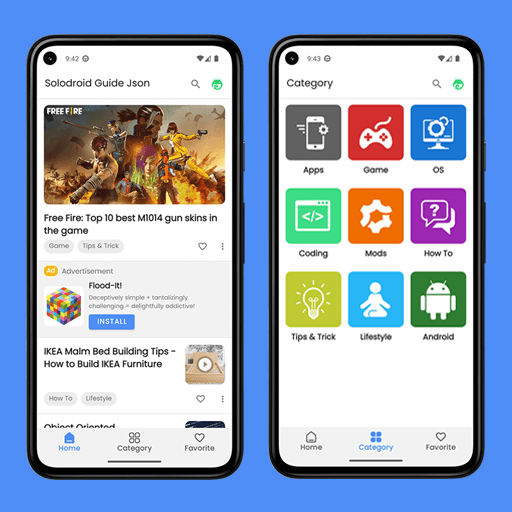 9:42
Solodroid Guide Json
FREE FIRE
Free Fire: Top 10 best M1014 gun skins in
the game
Game
Tips & Trick
Ad
Advertisement
Flood-It!
Deceptively simple + tantalizingly
challenging = delightfully addictive!
INSTALL
IKEA Malm Bed Building Tips -
How to Build IKEA Furniture
How To
Lifestyle
Object Oriented
Home
Category
Favorite
9:43
Category
Apps
Game
OS
</>
Coding
Mods
?
How To
Tips & Trick
Lifestyle
Android
Home
Category
Favorite